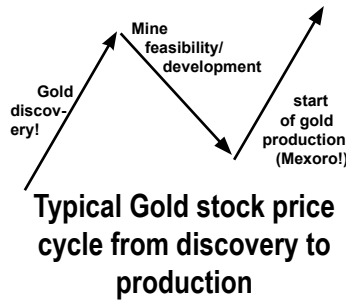 Gold
discov-
ery!
Mine
feasibility/
development
start
of gold
production
(Mexoro!)
Typical Gold stock price
cycle from discovery to
production